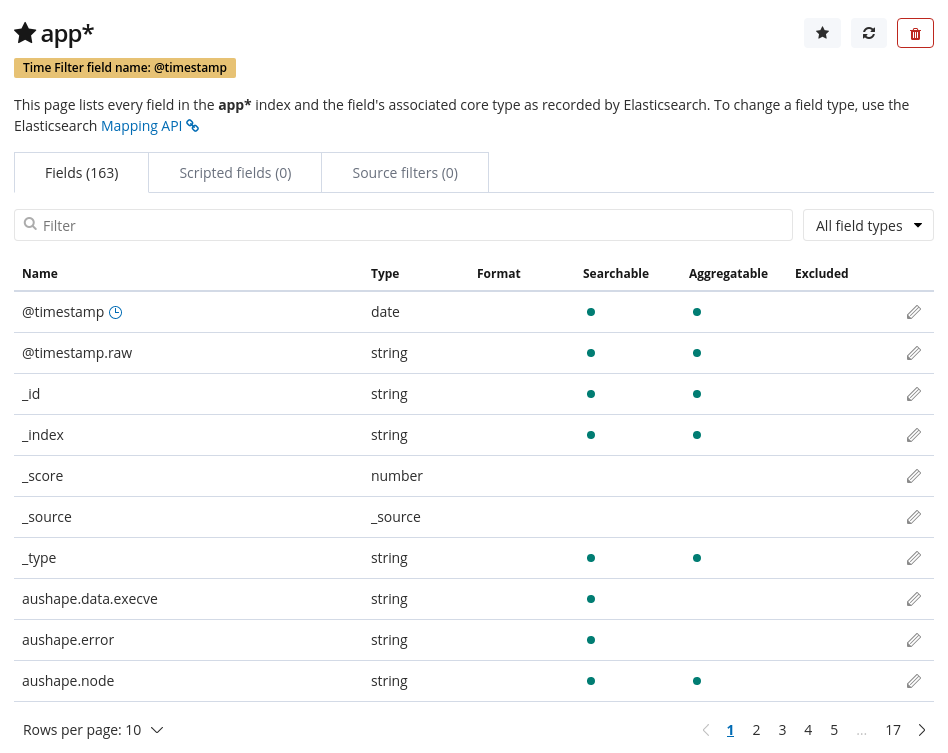 app*
Time Filter field name: @timestamp
This page lists every field in the app* index and the field's associated core type as recorded by Elasticsearch. To change a field type, use the
Elasticsearch Mapping API
Fields (163) Scripted fields (0) Source filters (0)
Filter All field types
Name Type Format Searchable Aggregatable Excluded
@timestamp date
@timestamp.raw string
_id string
_index string
_score number
_source _source
_type string
aushape.data.execve string
aushape.error string
aushape.node string
Rows per page: 10 1 2 3 4 5 ... 17